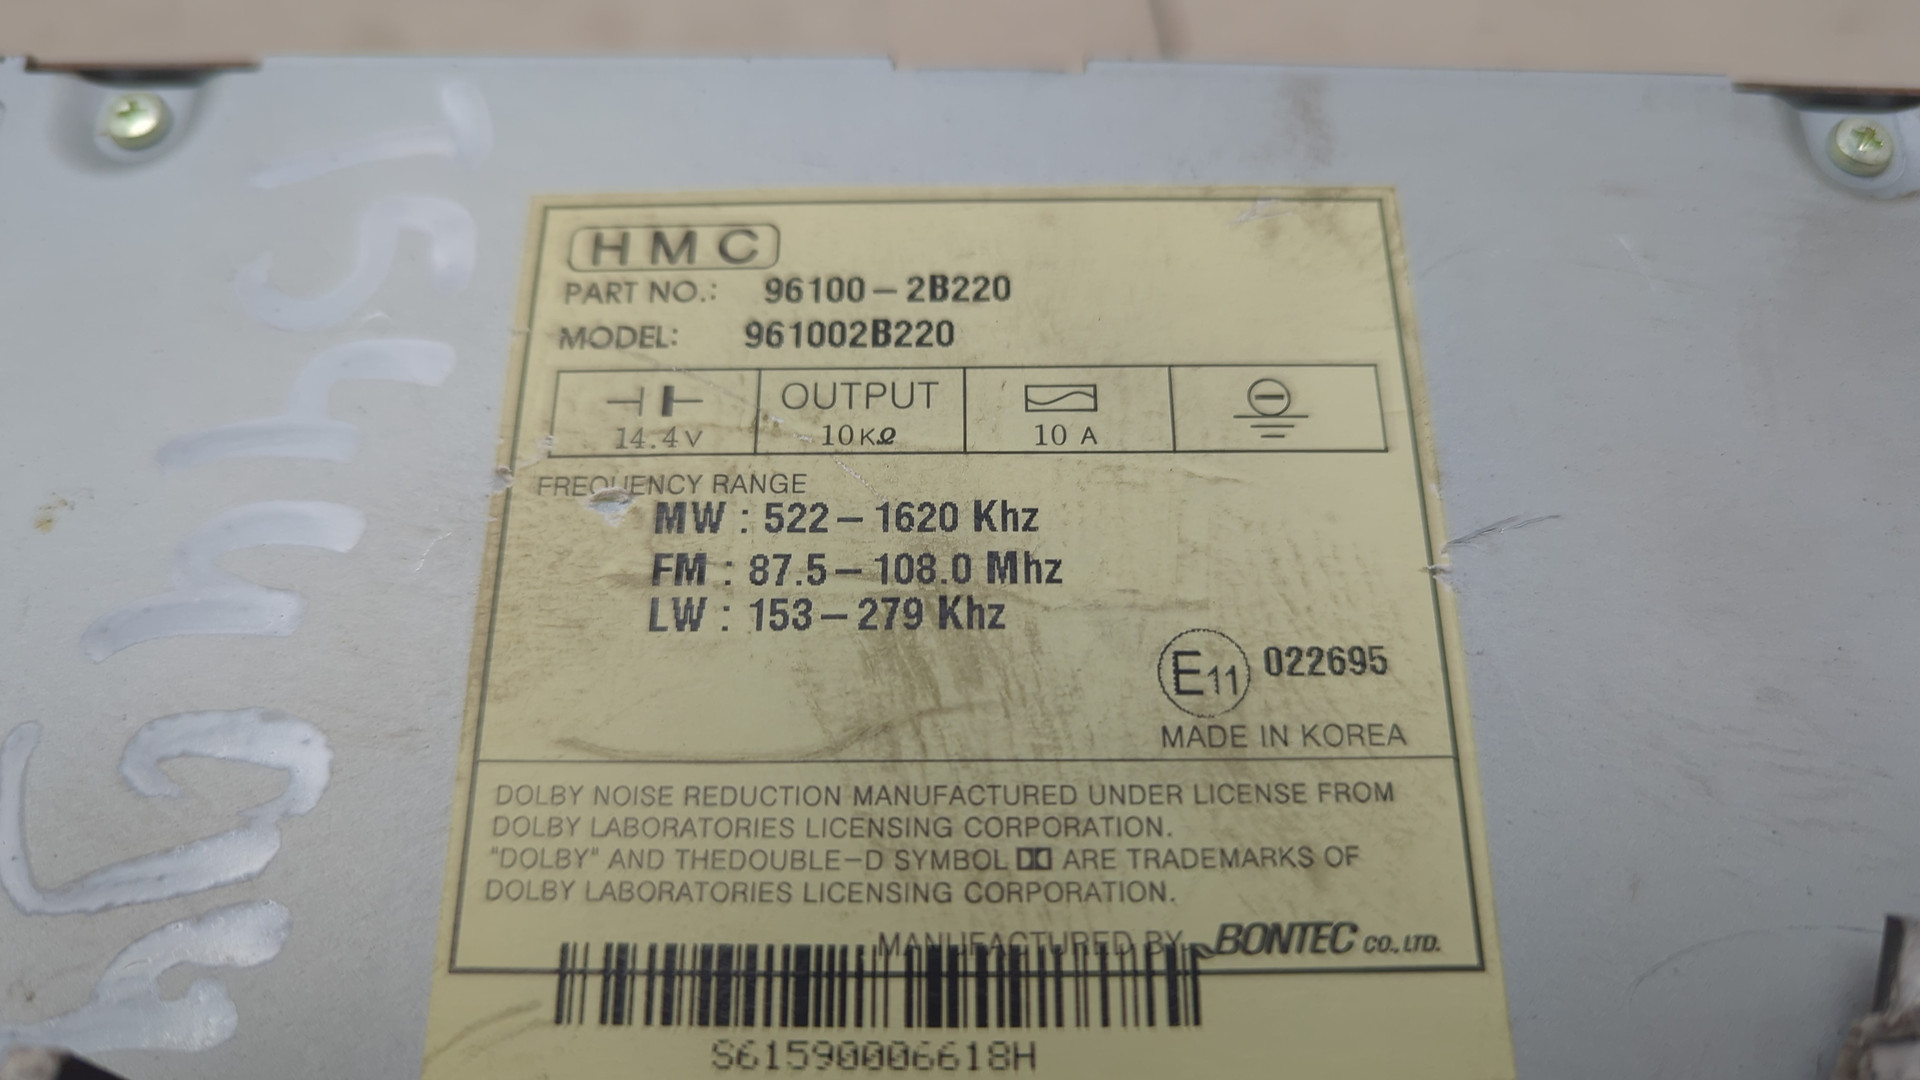 HMC
PART NO.: 96100-2B220
MODEL: 961002B220
14.4V
OUTPUT
10KΩ
10 A
FREQUENCY RANGE
MW : 522-1620 Khz
FM : 87.5-108.0 Mhz
LW : 153-279 Khz
E11 022695
MADE IN KOREA
DOLBY NOISE REDUCTION MANUFACTURED UNDER LICENSE FROM
DOLBY LABORATORIES LICENSING CORPORATION.
"DOLBY" AND THEDOUBLE-D SYMBOL ARE TRADEMARKS OF
DOLBY LABORATORIES LICENSING CORPORATION.
MANUFACTURED BY BONTEC CO., LTD.
S61590006618H